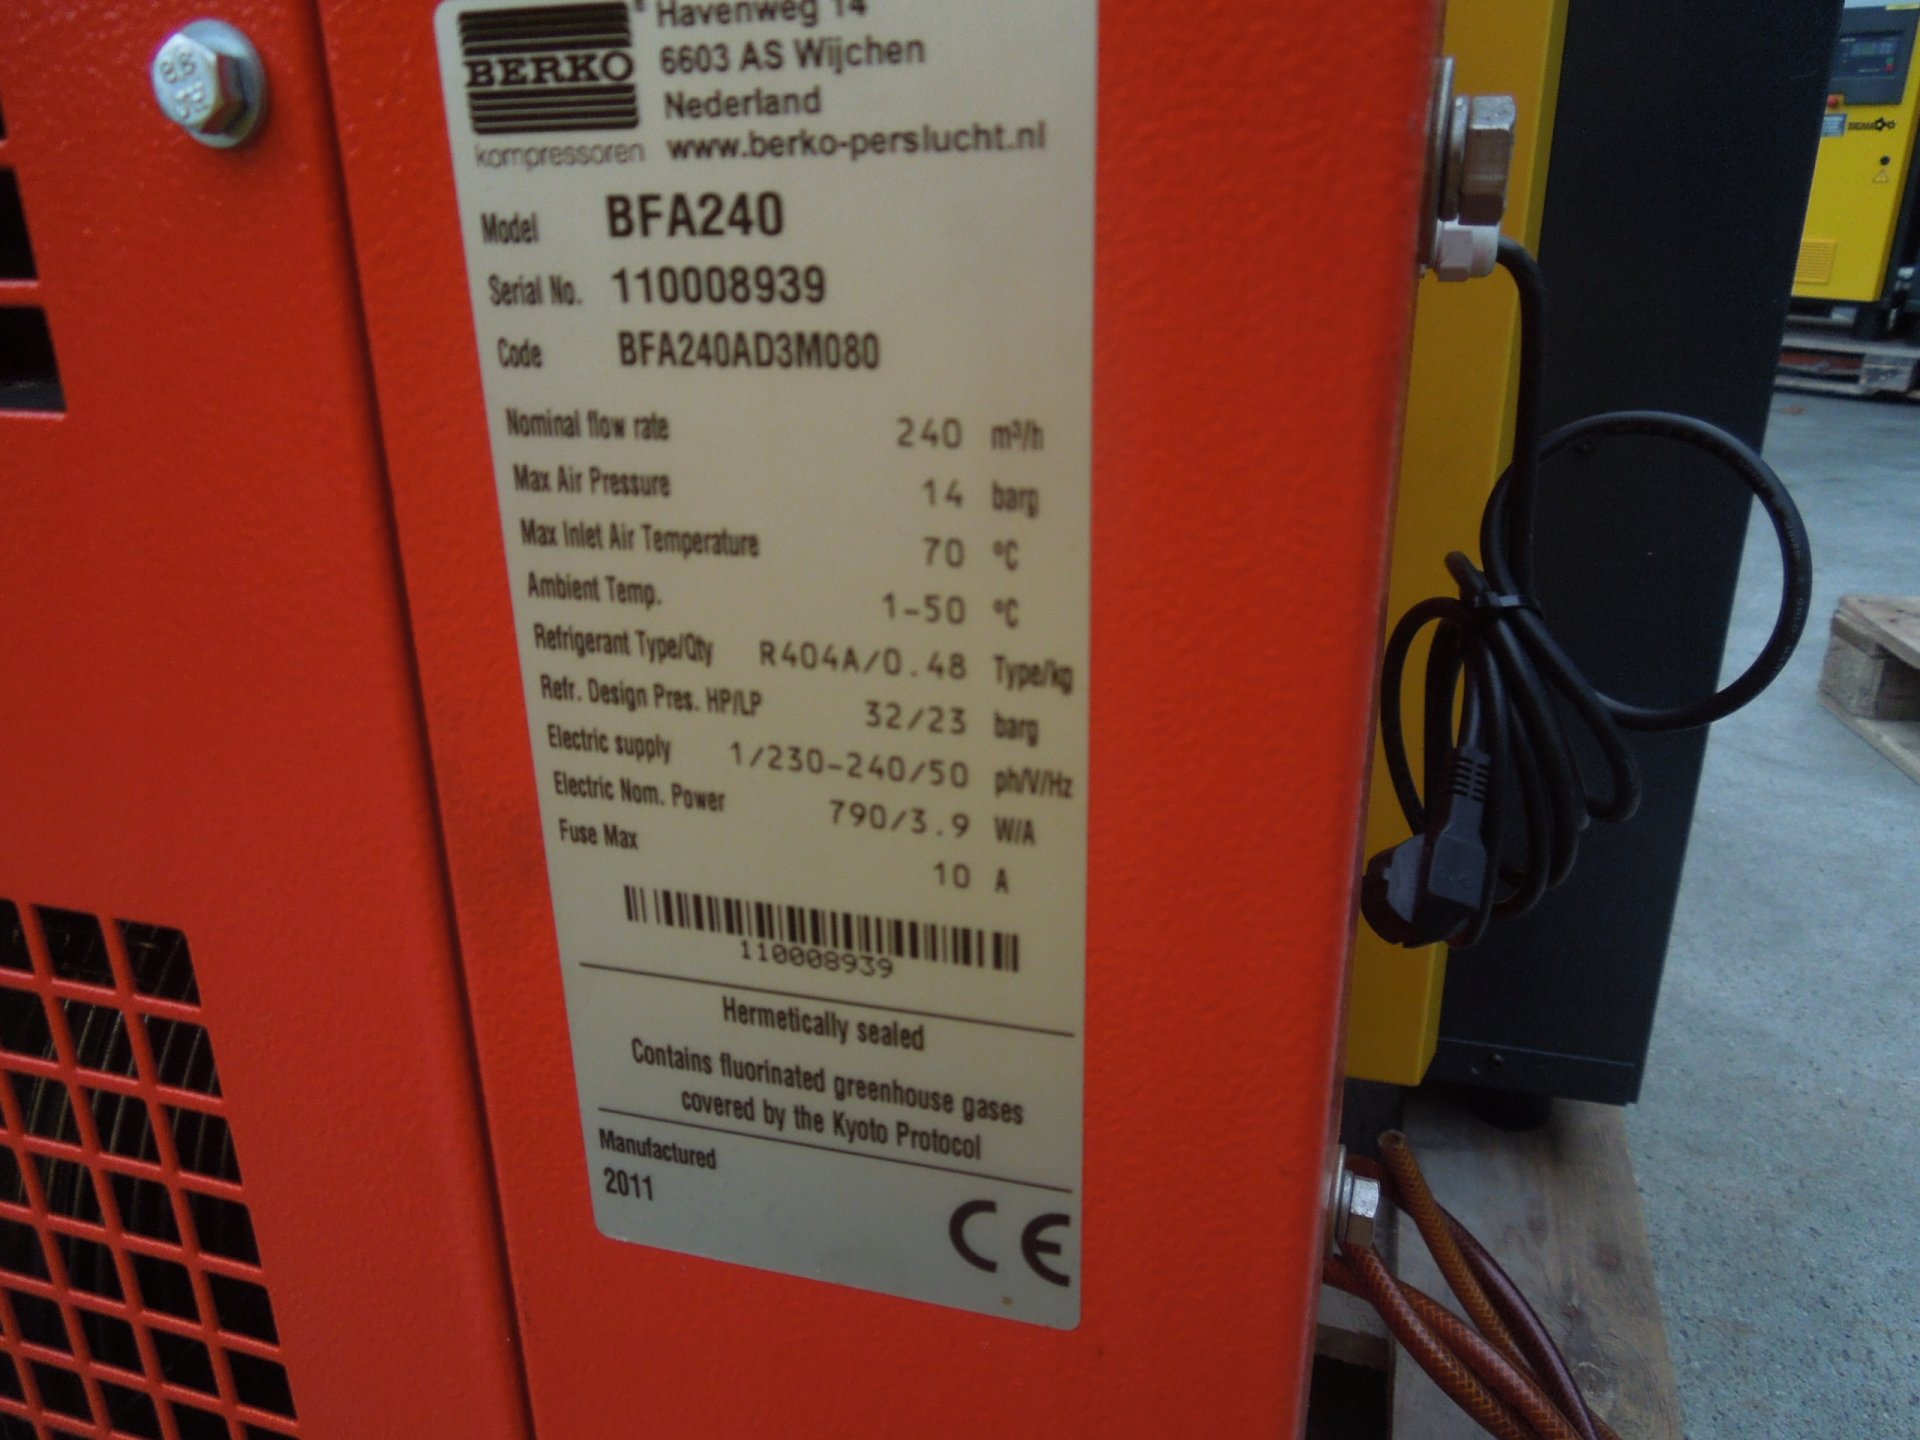 BERKO
kompressoren
Havenweg 14
6603 AS Wijchen
Nederland
www.berko-perslucht.nl
Model BFA240
Serial No. 110008939
Code BFA240AD3M080
Nominal flow rate 240 m³/h
Max Air Pressure 14 barg
Max Inlet Air Temperature 70 °C
Ambient Temp. 1-50 °C
Refrigerant Type/Qty R404A/0.48 Type/kg
Refr. Design Pres. HP/LP 32/23 barg
Electric supply 1/230-240/50 ph/V/Hz
Electric Nom. Power 790/3.9 W/A
Fuse Max 10 A
110008939
Hermetically sealed
Contains fluorinated greenhouse gases
covered by the Kyoto Protocol
Manufactured
2011
CE
8.8